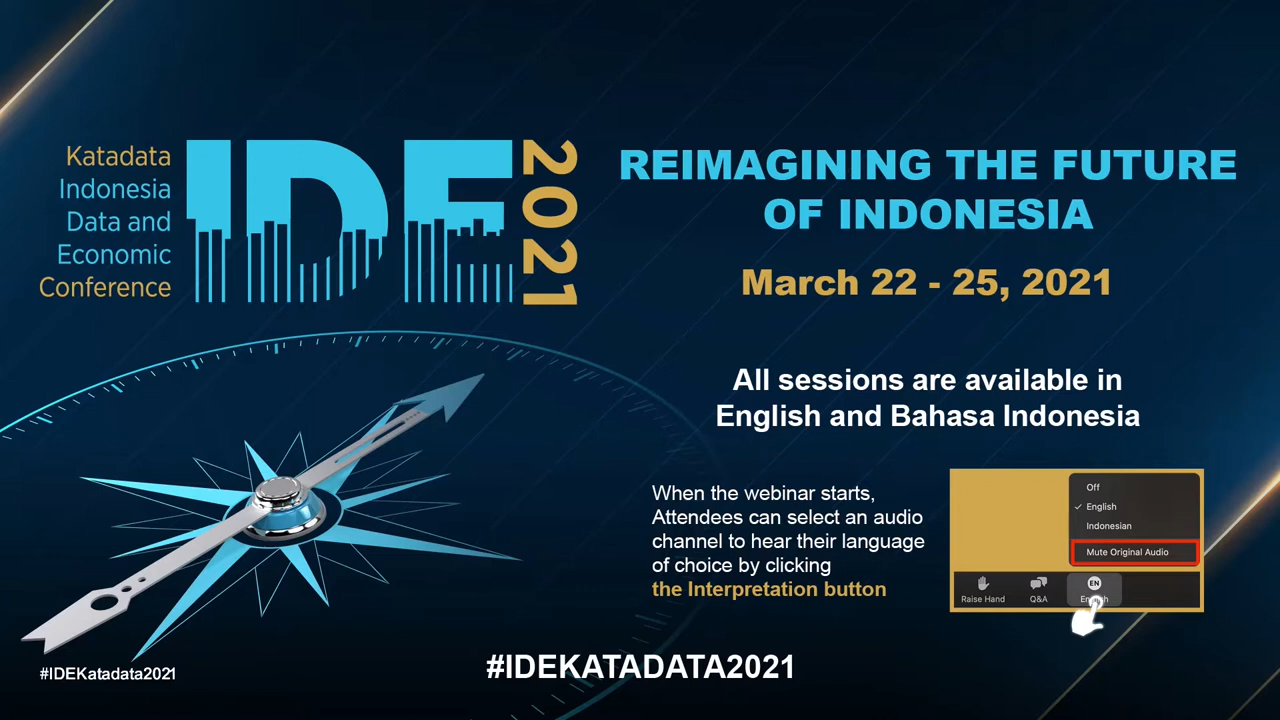 Katadata
Indonesia
Data and
Economic
Conference
IDE
2021
REIMAGINING THE FUTURE
OF INDONESIA
March 22 - 25, 2021
All sessions are available in
English and Bahasa Indonesia
When the webinar starts,
Attendees can select an audio
channel to hear their language
of choice by clicking
the Interpretation button
Off
English
Indonesian
Mute Original Audio
EN
Raise Hand
Q&A
English
#IDEKatadata2021
#IDEKATADATA2021